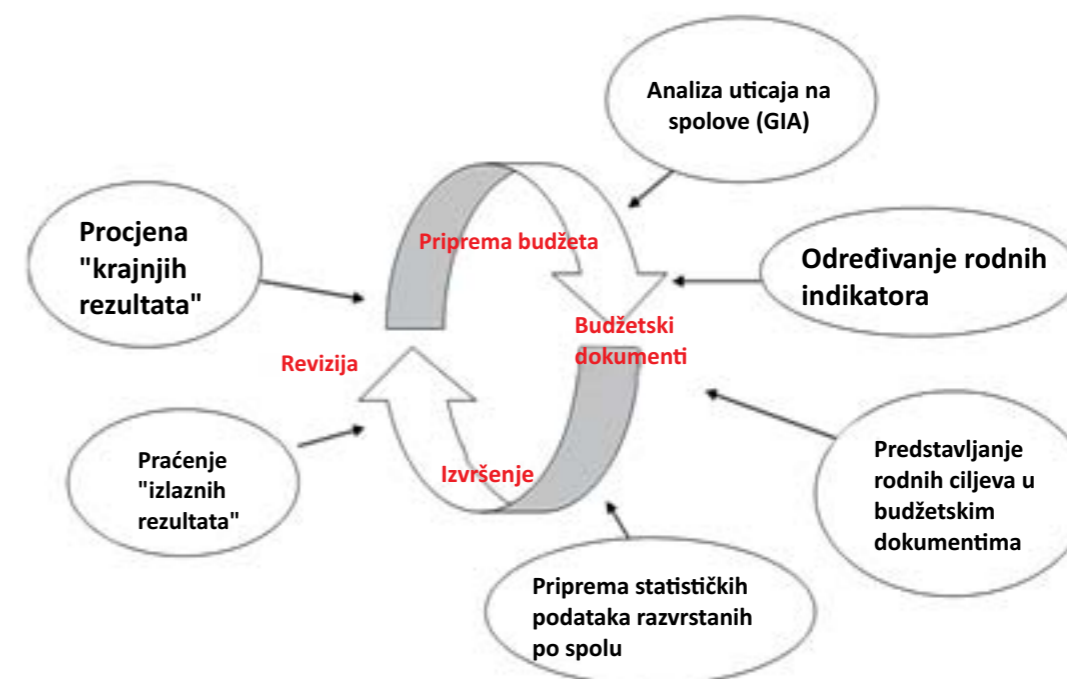 Analiza uticaja na
spolove (GIA)
Procjena
"krajnjih
rezultata"
Priprema budžeta
Određivanje rodnih
indikatora
Budžetski
dokumenti
Revizija
Praćenje
"izlaznih
rezultata"
Izvršenje
Predstavljanje
rodnih ciljeva u
budžetskim
dokumentima
Priprema statističkih
podataka razvrstanih
po spolu